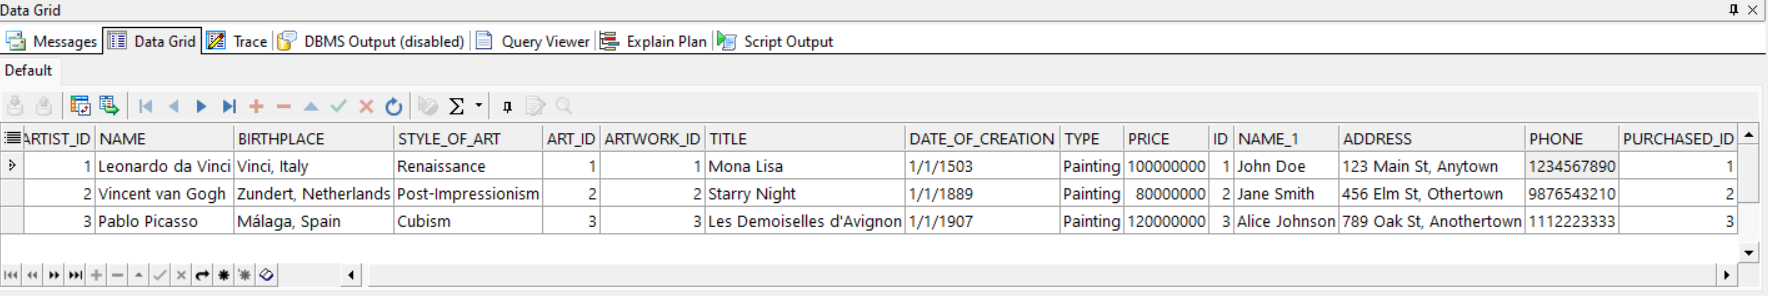 Data Grid
Messages Data Grid Trace DBMS Output (disabled) Query Viewer Explain Plan Script Output
Default
ARTIST_ID NAME BIRTHPLACE STYLE_OF_ART ART_ID ARTWORK_ID TITLE DATE_OF_CREATION TYPE PRICE ID NAME_1 ADDRESS PHONE PURCHASED_ID
1 Leonardo da Vinci Vinci, Italy Renaissance 1 1 Mona Lisa 1/1/1503 Painting 100000000 1 John Doe 123 Main St, Anytown 1234567890 1
2 Vincent van Gogh Zundert, Netherlands Post-Impressionism 2 2 Starry Night 1/1/1889 Painting 80000000 2 Jane Smith 456 Elm St, Othertown 9876543210 2
3 Pablo Picasso Málaga, Spain Cubism 3 3 Les Demoiselles d'Avignon 1/1/1907 Painting 120000000 3 Alice Johnson 789 Oak St, Anothertown 1112223333 3